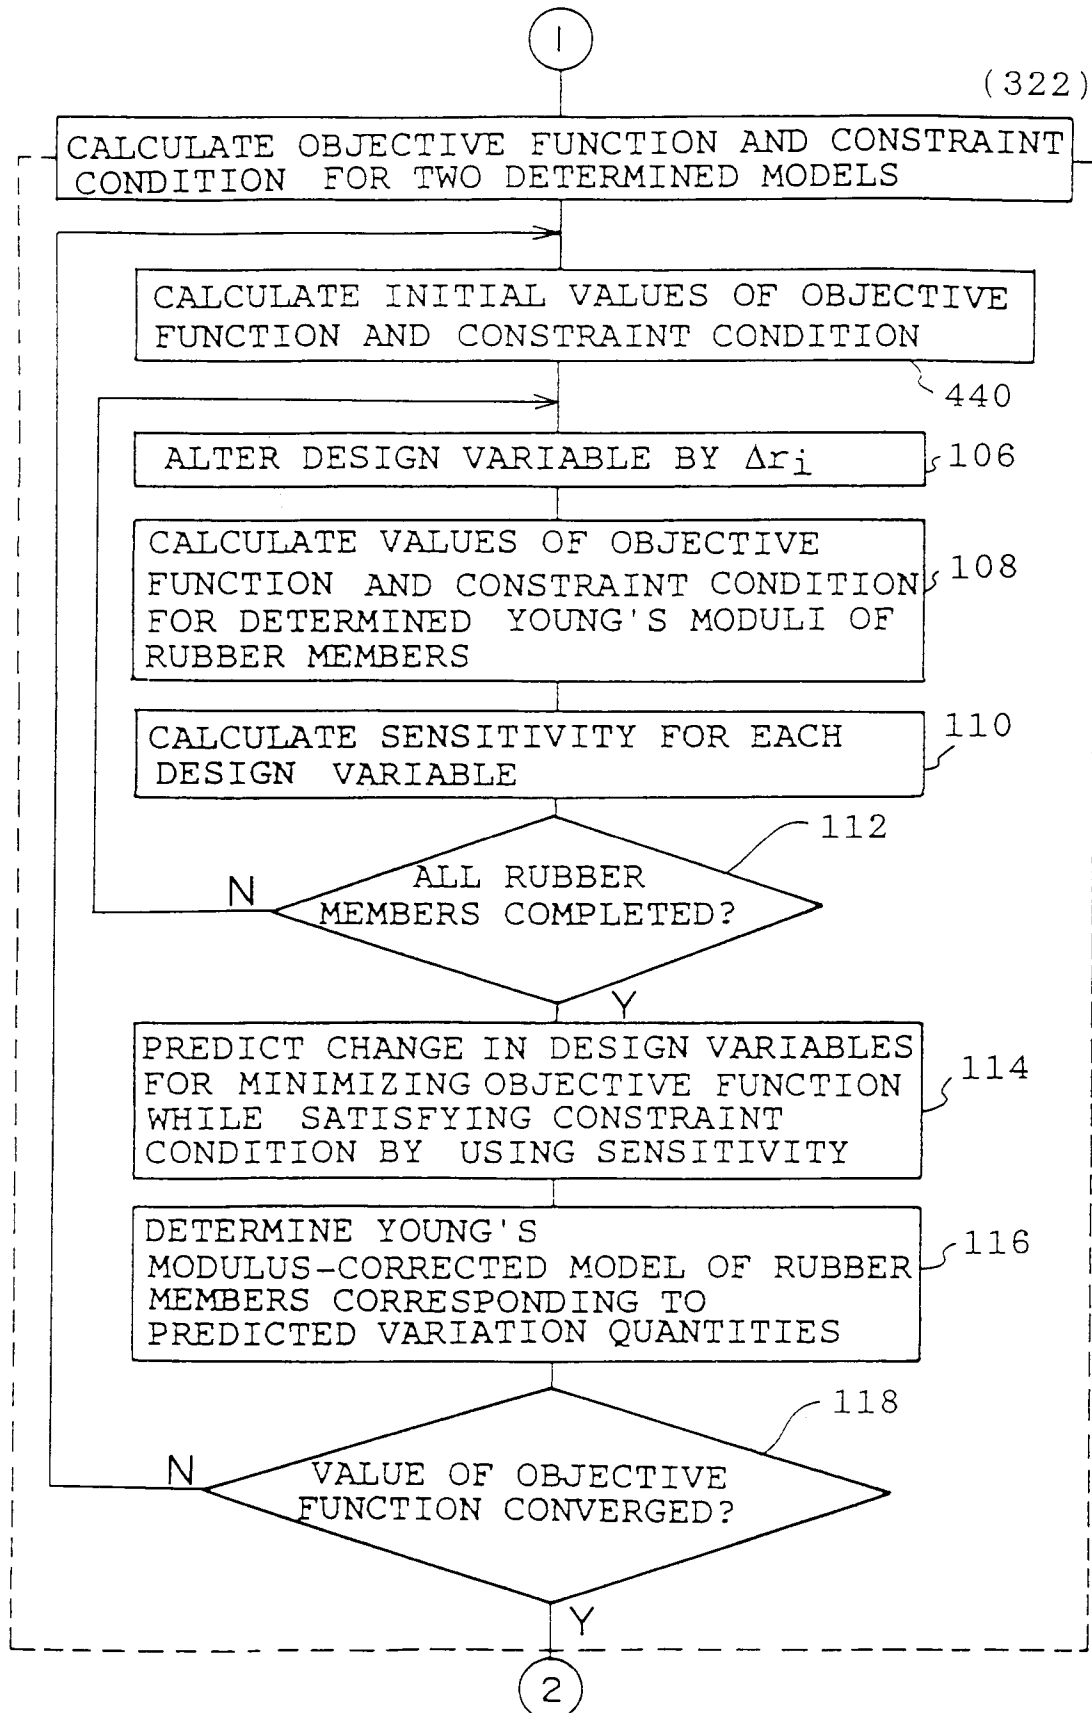 1
(322)
CALCULATE OBJECTIVE FUNCTION AND CONSTRAINT
CONDITION FOR TWO DETERMINED MODELS
CALCULATE INITIAL VALUES OF OBJECTIVE
FUNCTION AND CONSTRAINT CONDITION
440
ALTER DESIGN VARIABLE BY Δri
106
CALCULATE VALUES OF OBJECTIVE
FUNCTION AND CONSTRAINT CONDITION
FOR DETERMINED YOUNG'S MODULI OF
RUBBER MEMBERS
108
CALCULATE SENSITIVITY FOR EACH
DESIGN VARIABLE
110
112
ALL RUBBER
MEMBERS COMPLETED?
N
Y
PREDICT CHANGE IN DESIGN VARIABLES
FOR MINIMIZING OBJECTIVE FUNCTION
WHILE SATISFYING CONSTRAINT
CONDITION BY USING SENSITIVITY
114
DETERMINE YOUNG'S
MODULUS-CORRECTED MODEL OF RUBBER
MEMBERS CORRESPONDING TO
PREDICTED VARIATION QUANTITIES
116
118
VALUE OF OBJECTIVE
FUNCTION CONVERGED?
N
Y
2